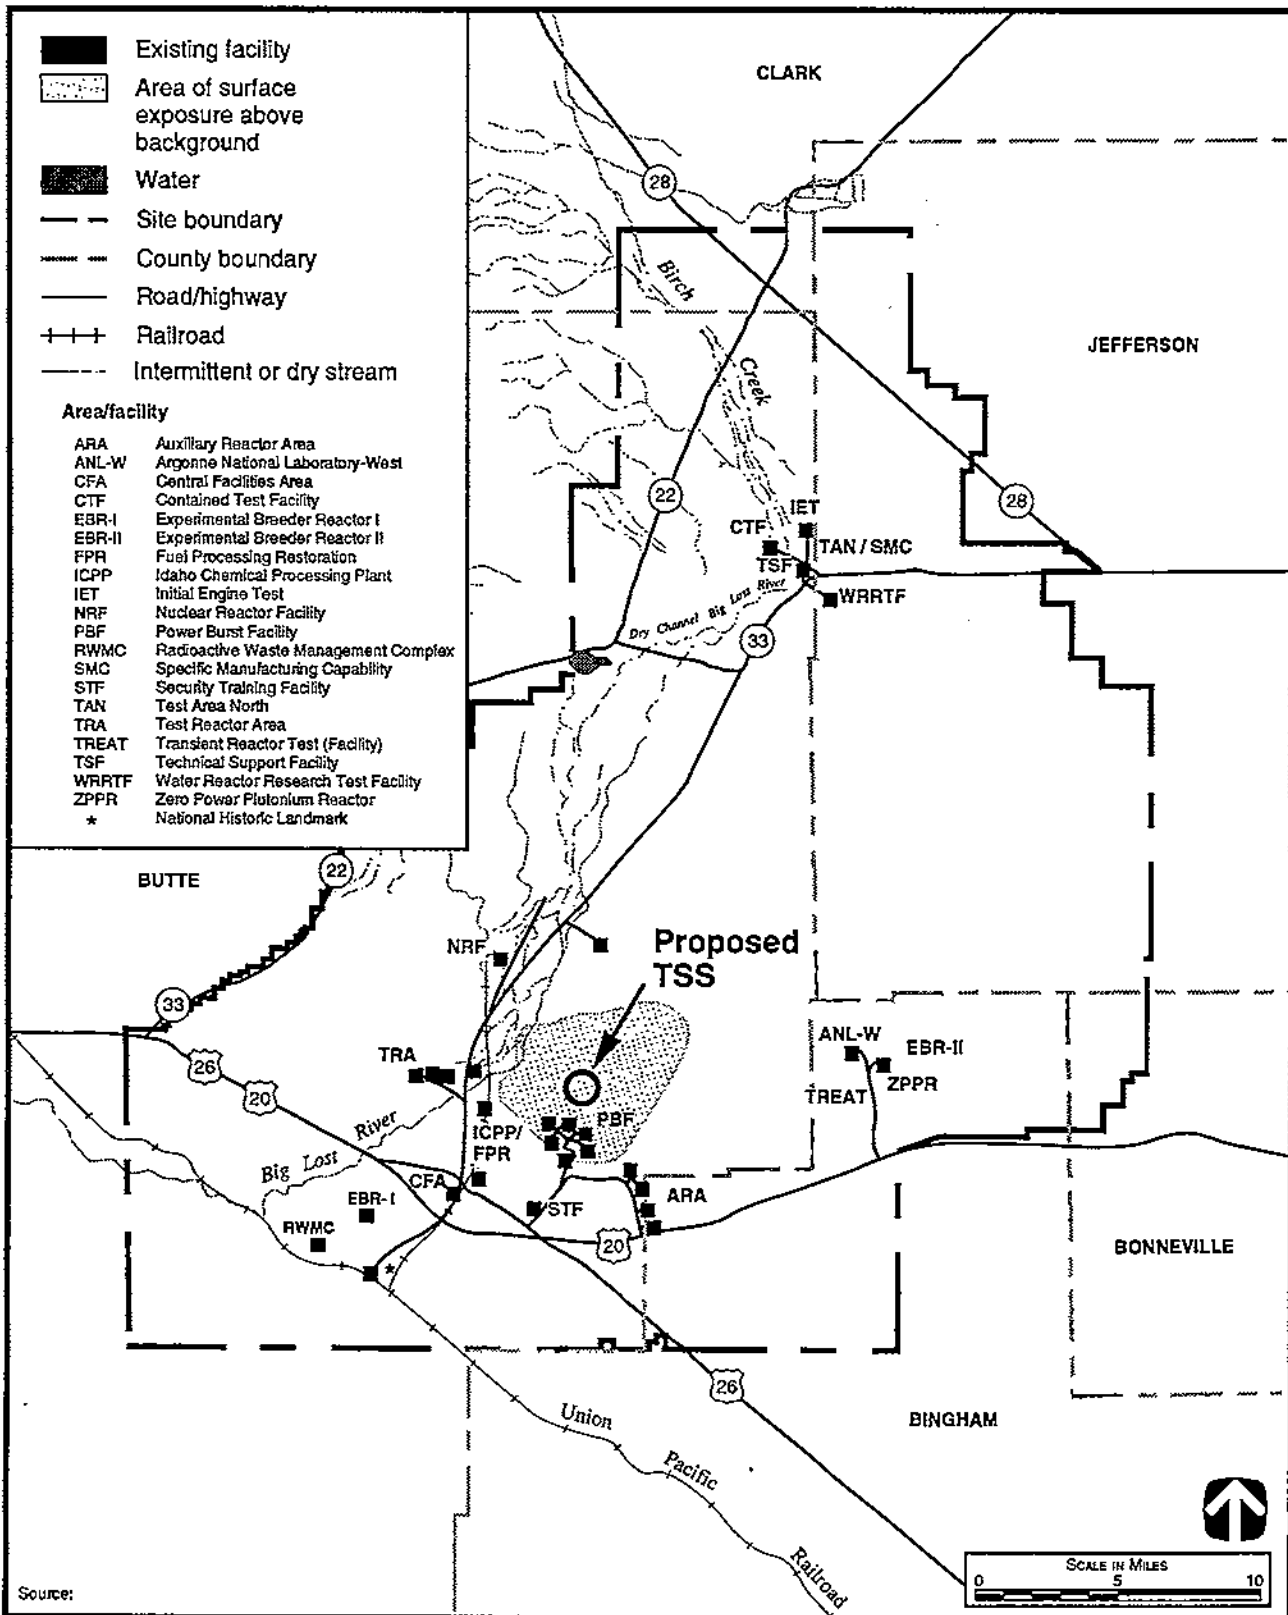 Existing facility
Area of surface
exposure above
background
Water
Site boundary
County boundary
Road/highway
Railroad
Intermittent or dry stream
Area/facility
ARA Auxiliary Reactor Area
ANL-W Argonne National Laboratory-West
CFA Central Facilities Area
CTF Contained Test Facility
EBR-I Experimental Breeder Reactor I
EBR-II Experimental Breeder Reactor II
FPR Fuel Processing Restoration
ICPP Idaho Chemical Processing Plant
IET Initial Engine Test
NRF Nuclear Reactor Facility
PBF Power Burst Facility
RWMC Radioactive Waste Management Complex
SMC Specific Manufacturing Capability
STF Security Training Facility
TAN Test Area North
TRA Test Reactor Area
TREAT Transient Reactor Test (Facility)
TSF Technical Support Facility
WRRTF Water Reactor Research Test Facility
ZPPR Zero Power Plutonium Reactor
* National Historic Landmark
CLARK
28
Birch
Creek
JEFFERSON
22
28
IET
CTF
TAN / SMC
TSF
WRRTF
Dry Channel Big Lost River
33
BUTTE
22
NRF
Proposed
TSS
33
26
20
TRA
ANL-W
EBR-II
ZPPR
TREAT
River
Big Lost
ICPP/
FPR
PBF
CFA
EBR-I
RWMC
STF
ARA
20
*
BONNEVILLE
26
BINGHAM
Union
Pacific
Railroad
SCALE IN MILES
0 5 10
Source: